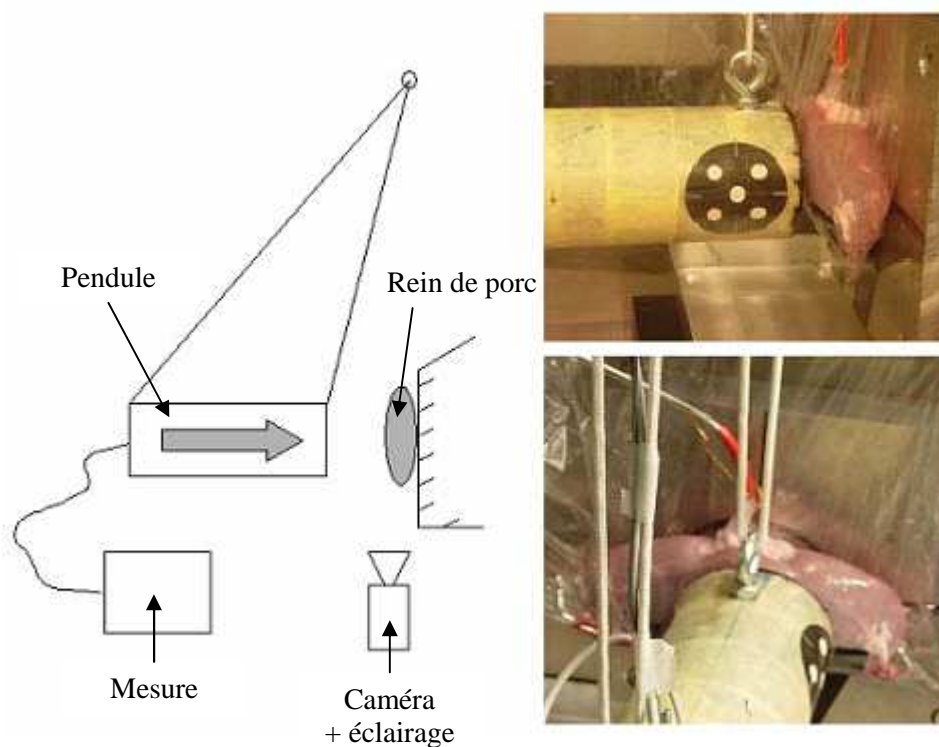 Pendule
Rein de porc
Mesure
Caméra
+ éclairage